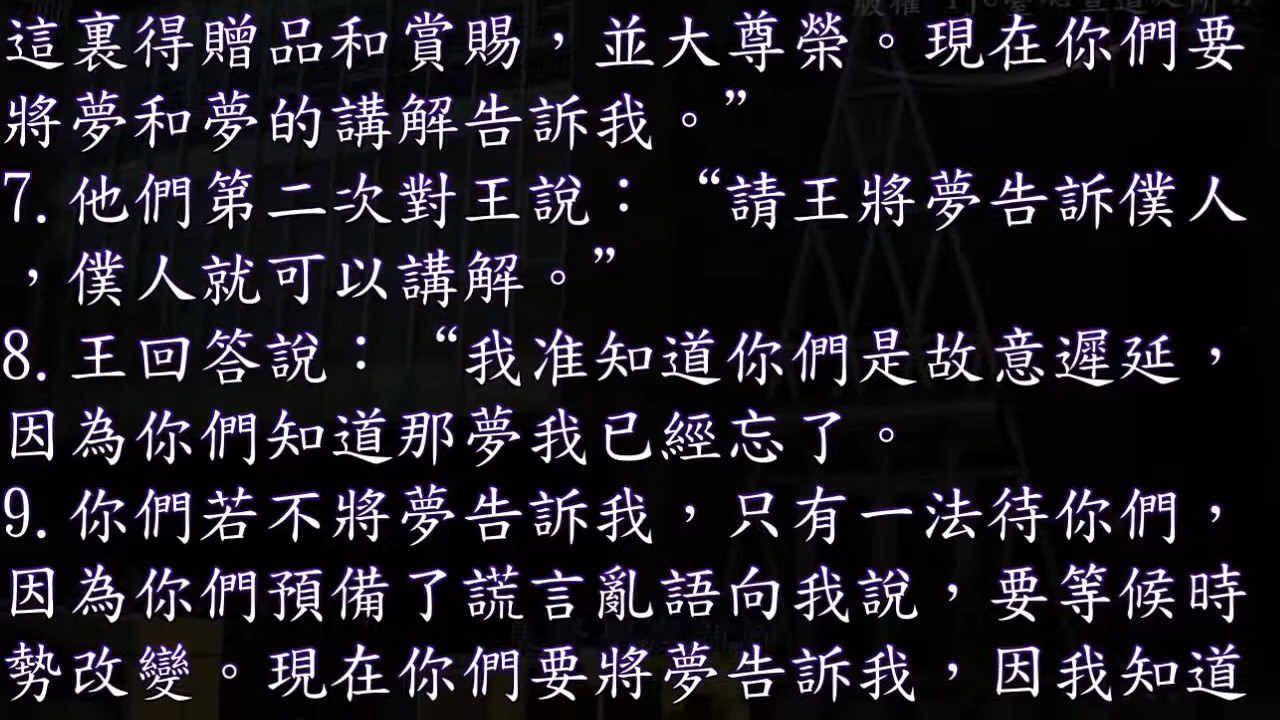 這裏得贈品和賞賜，並大尊榮。現在你們要
將夢和夢的講解告訴我。”
7. 他們第二次對王說：“請王將夢告訴僕人
，僕人就可以講解。”
8. 王回答說：“我准知道你們是故意遲延，
因為你們知道那夢我已經忘了。
9. 你們若不將夢告訴我，只有一法待你們，
因為你們預備了謊言亂語向我說，要等候時
勢改變。現在你們要將夢告訴我，因我知道